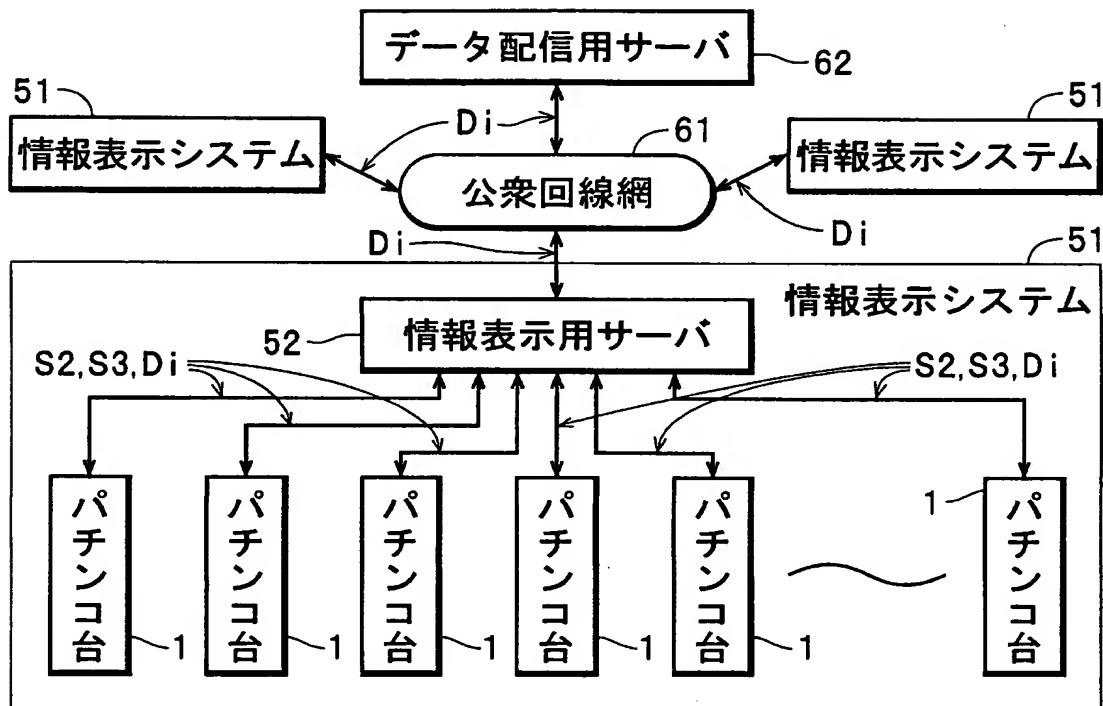 データ配信用サーバ
62
51
情報表示システム
Di
61
51
情報表示システム
公衆回線網
Di
Di
51
情報表示システム
52
情報表示用サーバ
S2,S3,Di
S2,S3,Di
パチンコ台
1
パチンコ台
1
パチンコ台
1
パチンコ台
1
パチンコ台
1
パチンコ台
1